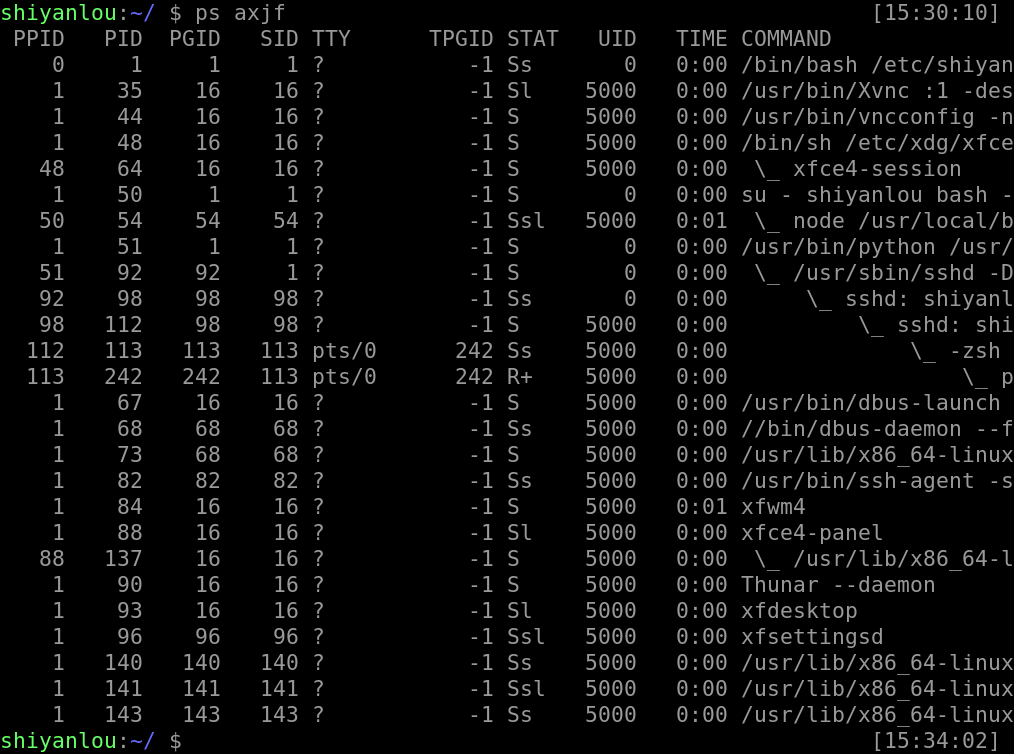 shiyanlou:~/ $ ps axjf [15:30:10]
 PPID   PID  PGID   SID TTY      TPGID STAT   UID   TIME COMMAND
    0     1     1     1 ?           -1 Ss       0   0:00 /bin/bash /etc/shiyan
    1    35    16    16 ?           -1 Sl    5000   0:00 /usr/bin/Xvnc :1 -des
    1    44    16    16 ?           -1 S     5000   0:00 /usr/bin/vncconfig -n
    1    48    16    16 ?           -1 S     5000   0:00 /bin/sh /etc/xdg/xfce
   48    64    16    16 ?           -1 S     5000   0:00  \_ xfce4-session
    1    50     1     1 ?           -1 S        0   0:00 su - shiyanlou bash -
   50    54    54    54 ?           -1 Ssl   5000   0:01  \_ node /usr/local/b
    1    51     1     1 ?           -1 S        0   0:00 /usr/bin/python /usr/
   51    92    92     1 ?           -1 S        0   0:00  \_ /usr/sbin/sshd -D
   92    98    98    98 ?           -1 Ss       0   0:00      \_ sshd: shiyanl
   98   112    98    98 ?           -1 S     5000   0:00          \_ sshd: shi
  112   113   113   113 pts/0      242 Ss    5000   0:00              \_ -zsh
  113   242   242   113 pts/0      242 R+    5000   0:00                  \_ p
    1    67    16    16 ?           -1 S     5000   0:00 /usr/bin/dbus-launch
    1    68    68    68 ?           -1 Ss    5000   0:00 //bin/dbus-daemon --f
    1    73    68    68 ?           -1 S     5000   0:00 /usr/lib/x86_64-linux
    1    82    82    82 ?           -1 Ss    5000   0:00 /usr/bin/ssh-agent -s
    1    84    16    16 ?           -1 S     5000   0:01 xfwm4
    1    88    16    16 ?           -1 Sl    5000   0:00 xfce4-panel
   88   137    16    16 ?           -1 S     5000   0:00  \_ /usr/lib/x86_64-l
    1    90    16    16 ?           -1 S     5000   0:00 Thunar --daemon
    1    93    16    16 ?           -1 Sl    5000   0:00 xfdesktop
    1    96    96    96 ?           -1 Ssl   5000   0:00 xfsettingsd
    1   140   140   140 ?           -1 Ss    5000   0:00 /usr/lib/x86_64-linux
    1   141   141   141 ?           -1 Ssl   5000   0:00 /usr/lib/x86_64-linux
    1   143   143   143 ?           -1 Ss    5000   0:00 /usr/lib/x86_64-linux
shiyanlou:~/ $ [15:34:02]